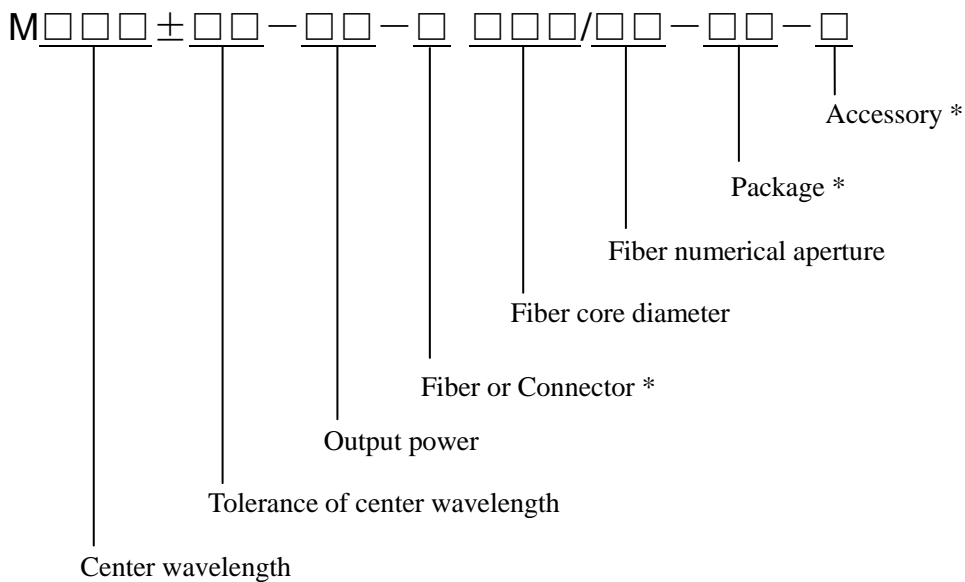 M□□□±□□－□□－□ □□□/□□－□□－□
Accessory *
Package *
Fiber numerical aperture
Fiber core diameter
Fiber or Connector *
Output power
Tolerance of center wavelength
Center wavelength